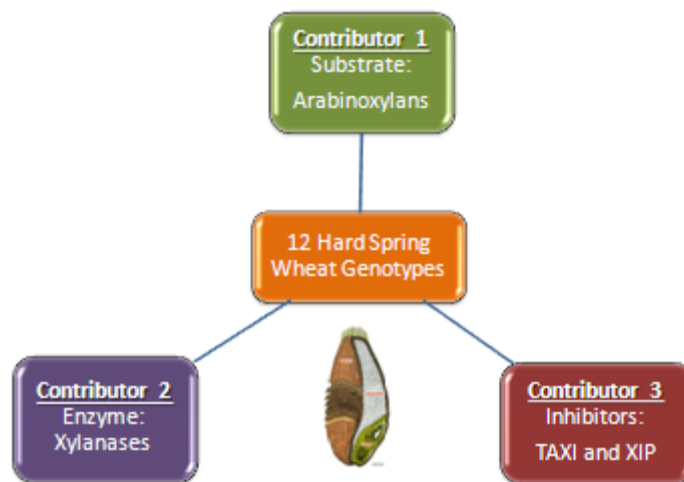 Contributor 1
Substrate:
Arabinoxylans
12 Hard Spring
Wheat Genotypes
Contributor 2
Enzyme:
Xylanases
Contributor 3
Inhibitors:
TAXI and XIP